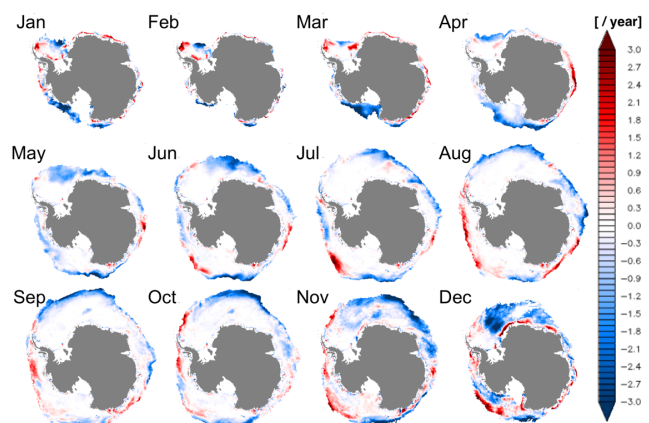 Jan
Feb
Mar
Apr
[ / year]
3.0
2.7
2.4
2.1
1.8
1.5
1.2
0.9
0.6
0.3
0.0
−0.3
−0.6
−0.9
−1.2
−1.5
−1.8
−2.1
−2.4
−2.7
−3.0
May
Jun
Jul
Aug
Sep
Oct
Nov
Dec